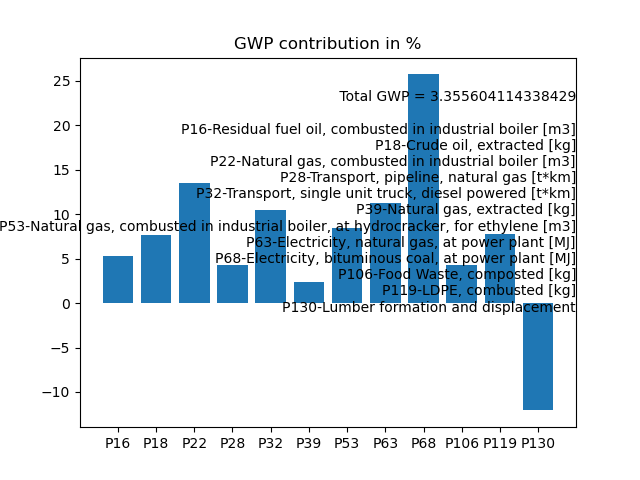 GWP contribution in %
Total GWP = 3.355604114338429
P16-Residual fuel oil, combusted in industrial boiler [m3]
P18-Crude oil, extracted [kg]
P22-Natural gas, combusted in industrial boiler [m3]
P28-Transport, pipeline, natural gas [t*km]
P32-Transport, single unit truck, diesel powered [t*km]
P39-Natural gas, extracted [kg]
P53-Natural gas, combusted in industrial boiler, at hydrocracker, for ethylene [m3]
P63-Electricity, natural gas, at power plant [MJ]
P68-Electricity, bituminous coal, at power plant [MJ]
P106-Food Waste, composted [kg]
P119-LDPE, combusted [kg]
P130-Lumber formation and displacement
25
20
15
10
5
0
−5
−10
P16 P18 P22 P28 P32 P39 P53 P63 P68 P106 P119 P130